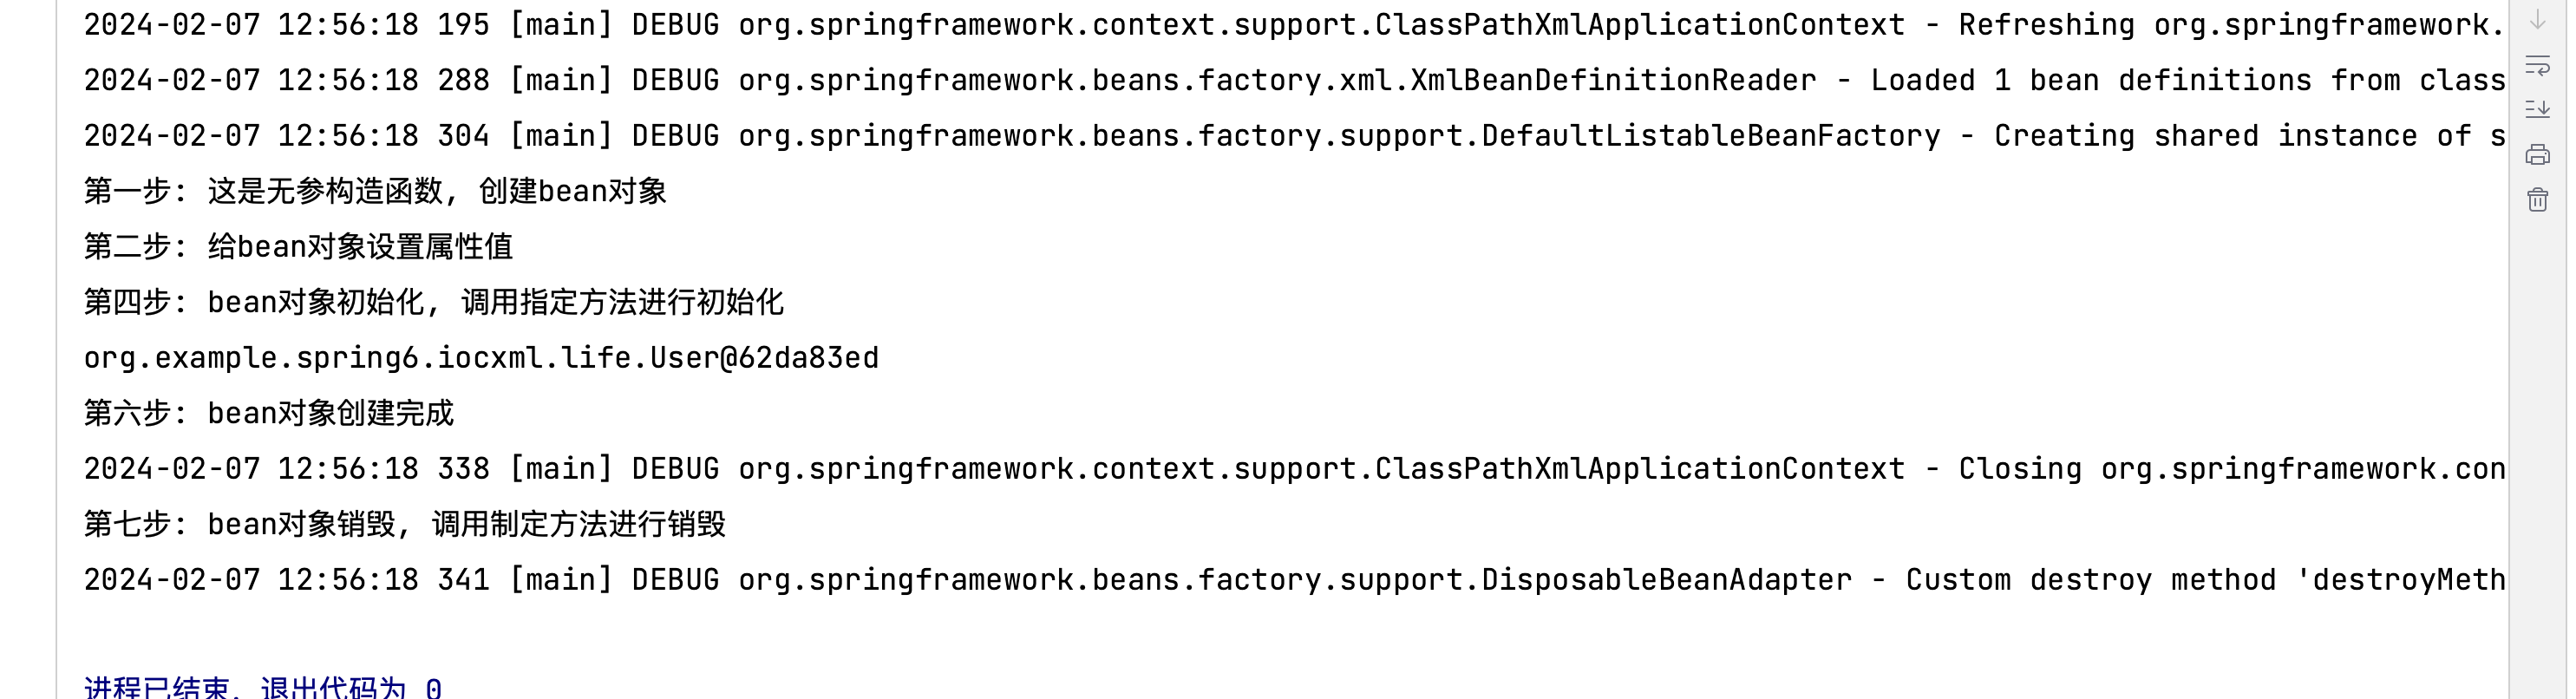 2024-02-07 12:56:18 195 [main] DEBUG org.springframework.context.support.ClassPathXmlApplicationContext - Refreshing org.springframework.
2024-02-07 12:56:18 288 [main] DEBUG org.springframework.beans.factory.xml.XmlBeanDefinitionReader - Loaded 1 bean definitions from class
2024-02-07 12:56:18 304 [main] DEBUG org.springframework.beans.factory.support.DefaultListableBeanFactory - Creating shared instance of s
第一步: 这是无参构造函数, 创建bean对象
第二步: 给bean对象设置属性值
第四步: bean对象初始化, 调用指定方法进行初始化
org.example.spring6.iocxml.life.User@62da83ed
第六步: bean对象创建完成
2024-02-07 12:56:18 338 [main] DEBUG org.springframework.context.support.ClassPathXmlApplicationContext - Closing org.springframework.con
第七步: bean对象销毁, 调用制定方法进行销毁
2024-02-07 12:56:18 341 [main] DEBUG org.springframework.beans.factory.support.DisposableBeanAdapter - Custom destroy method 'destroyMeth
进程已结束，退出代码为 0